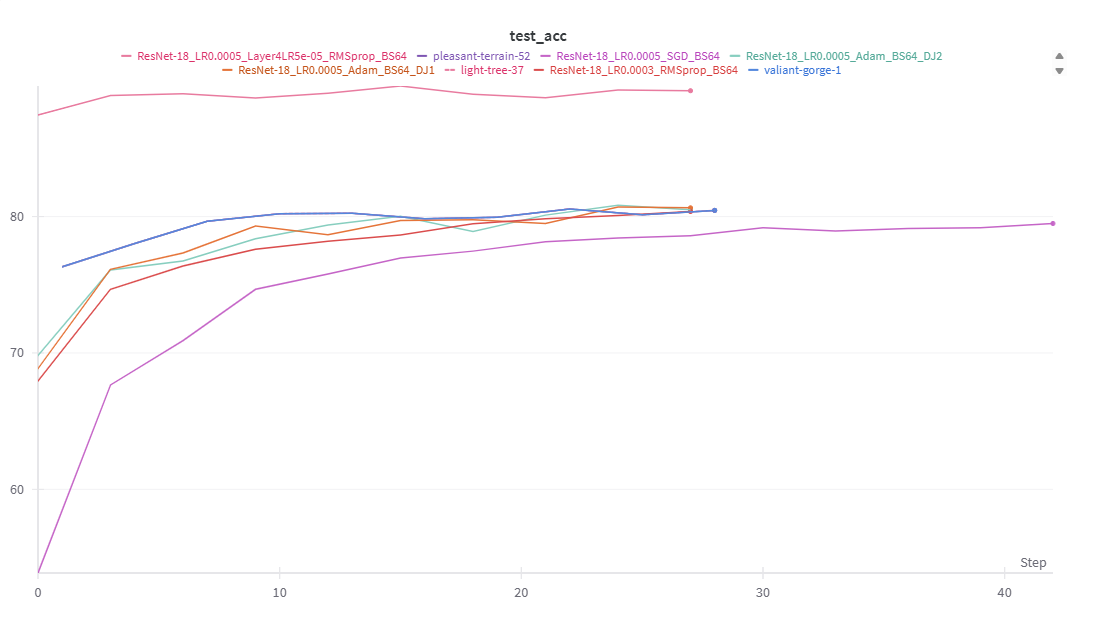 test_acc
ResNet-18_LR0.0005_Layer4LR5e-05_RMSprop_BS64 pleasant-terrain-52 ResNet-18_LR0.0005_SGD_BS64 ResNet-18_LR0.0005_Adam_BS64_DJ2
ResNet-18_LR0.0005_Adam_BS64_DJ1 light-tree-37 ResNet-18_LR0.0003_RMSprop_BS64 valiant-gorge-1
80
70
60
Step
0 10 20 30 40